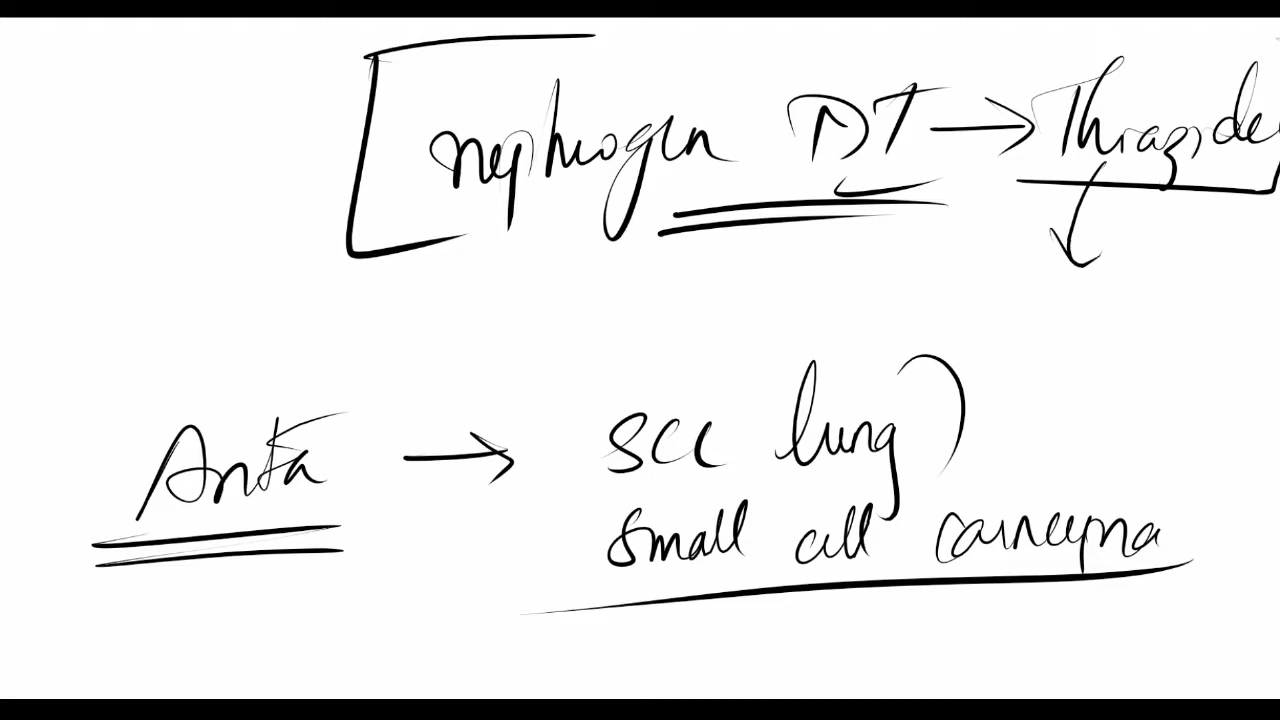 nephrogen DI → Thiazide
Anta → SCC lung)
small cell carcinoma